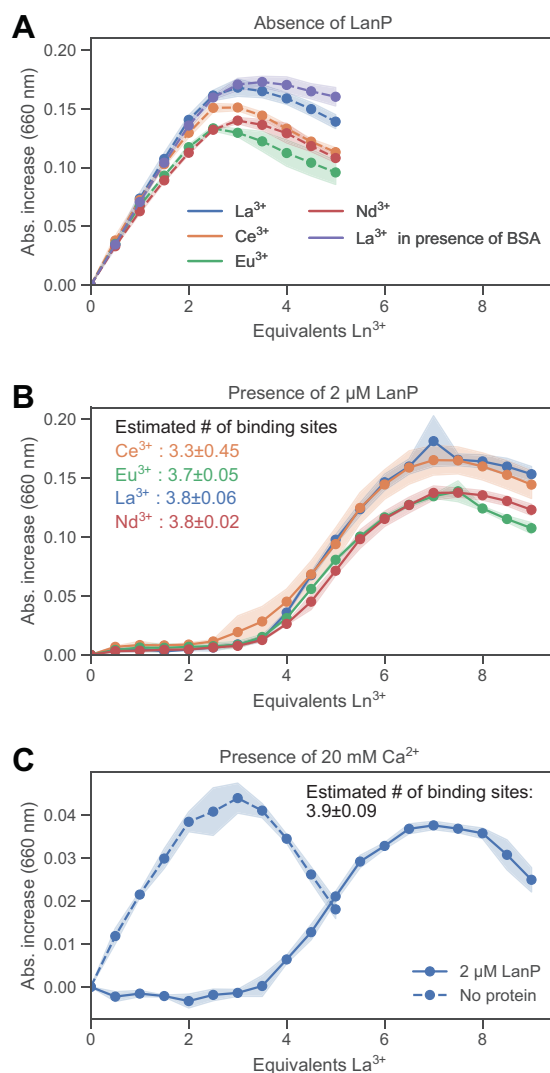 A
Absence of LanP
0.20
0.15
0.10
0.05
0.00
Abs. increase (660 nm)
La³⁺
Ce³⁺
Eu³⁺
Nd³⁺
La³⁺ in presence of BSA
0 2 4 6 8
Equivalents Ln³⁺
B
Presence of 2 µM LanP
0.20
0.15
0.10
0.05
0.00
Abs. increase (660 nm)
Estimated # of binding sites
Ce³⁺ : 3.3±0.45
Eu³⁺ : 3.7±0.05
La³⁺ : 3.8±0.06
Nd³⁺ : 3.8±0.02
0 2 4 6 8
Equivalents Ln³⁺
C
Presence of 20 mM Ca²⁺
0.04
0.03
0.02
0.01
0.00
Abs. increase (660 nm)
Estimated # of binding sites:
3.9±0.09
2 µM LanP
No protein
0 2 4 6 8
Equivalents La³⁺